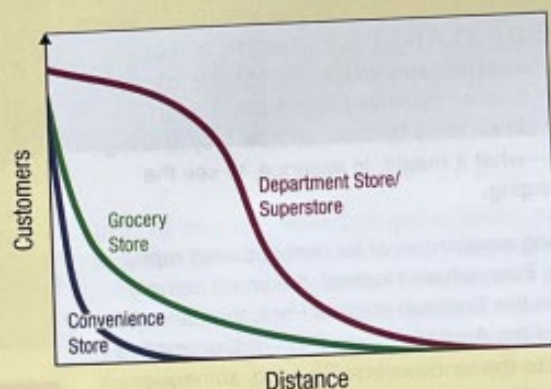 Customers
Department Store/
Superstore
Grocery
Store
Convenience
Store
Distance